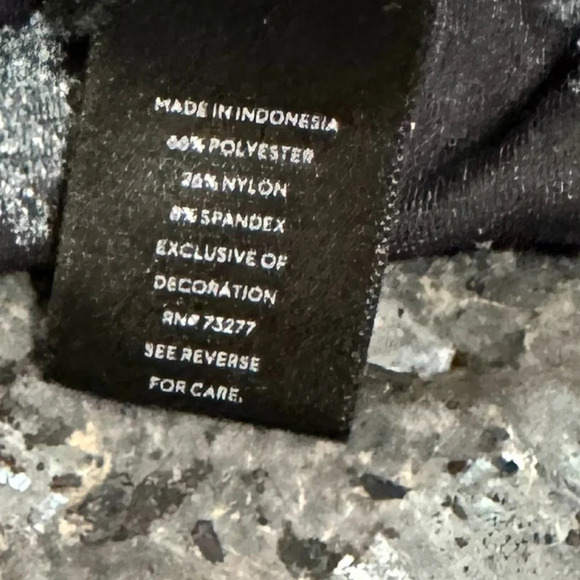 MADE IN INDONESIA
66% POLYESTER
26% NYLON
8% SPANDEX
EXCLUSIVE OF
DECORATION
RN# 73277
SEE REVERSE
FOR CARE.